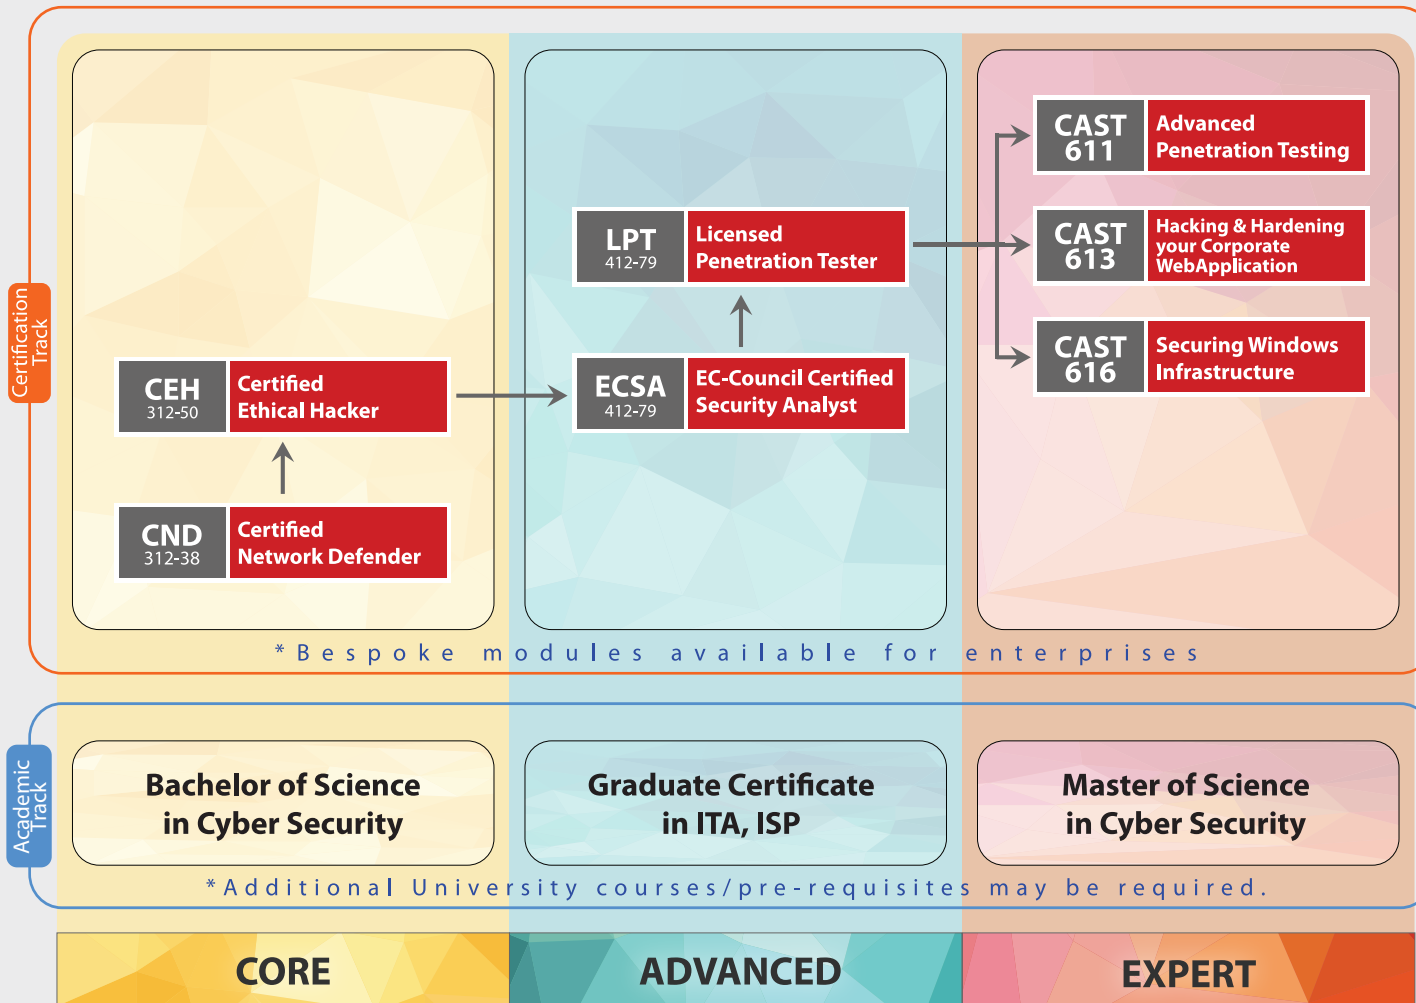 Certification
Track
CEH
312-50
Certified
Ethical Hacker
CND
312-38
Certified
Network Defender
LPT
412-79
Licensed
Penetration Tester
ECSA
412-79
EC-Council Certified
Security Analyst
CAST
611
Advanced
Penetration Testing
CAST
613
Hacking & Hardening
your Corporate
WebApplication
CAST
616
Securing Windows
Infrastructure
* Bespoke modules available for enterprises
Academic
Track
Bachelor of Science
in Cyber Security
Graduate Certificate
in ITA, ISP
Master of Science
in Cyber Security
*Additional University courses/pre-requisites may be required.
CORE
ADVANCED
EXPERT